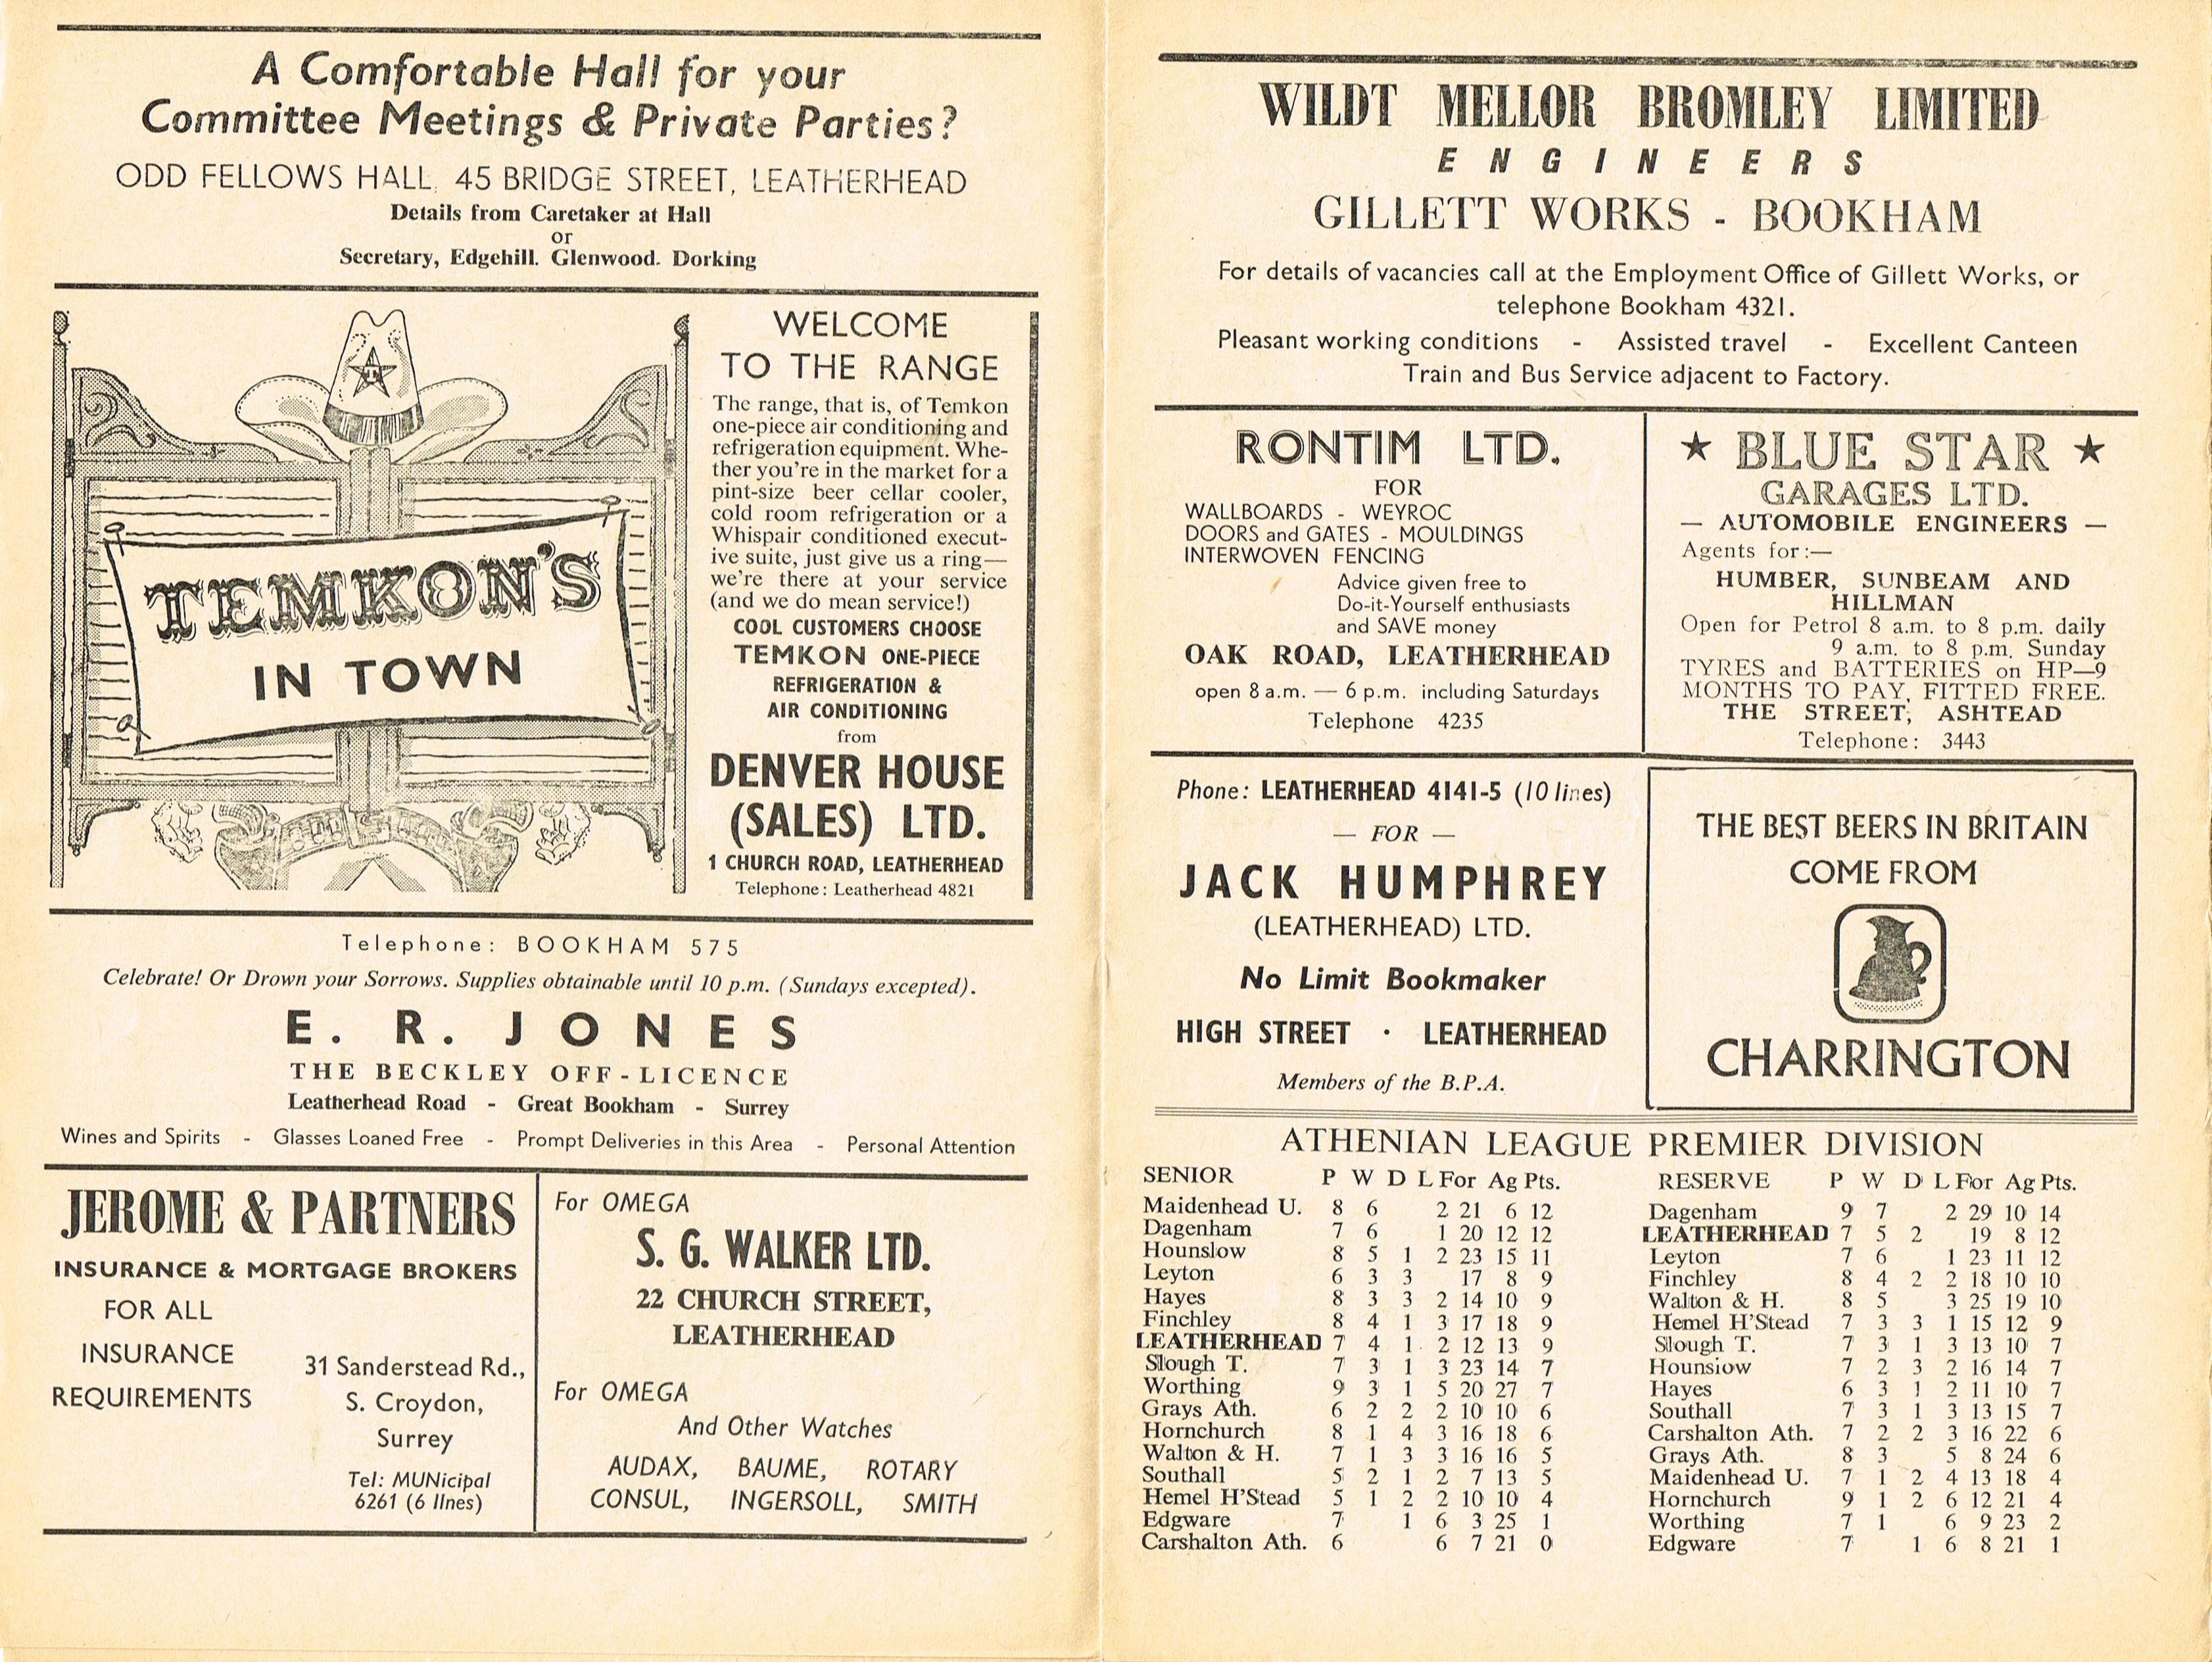 A Comfortable Hall for your
Committee Meetings & Private Parties?
ODD FELLOWS HALL, 45 BRIDGE STREET, LEATHERHEAD
Details from Caretaker at Hall
or
Secretary, Edgehill. Glenwood. Dorking
TEMKON'S
IN TOWN
WELCOME
TO THE RANGE
The range, that is, of Temkon
one-piece air conditioning and
refrigeration equipment. Whe-
ther you're in the market for a
pint-size beer cellar cooler,
cold room refrigeration or a
Whispair conditioned execut-
ive suite, just give us a ring—
we're there at your service
(and we do mean service!)
COOL CUSTOMERS CHOOSE
TEMKON ONE-PIECE
REFRIGERATION &
AIR CONDITIONING
from
DENVER HOUSE
(SALES) LTD.
1 CHURCH ROAD, LEATHERHEAD
Telephone: Leatherhead 4821
Telephone: BOOKHAM 575
Celebrate! Or Drown your Sorrows. Supplies obtainable until 10 p.m. (Sundays excepted).
E. R. JONES
THE BECKLEY OFF-LICENCE
Leatherhead Road - Great Bookham - Surrey
Wines and Spirits - Glasses Loaned Free - Prompt Deliveries in this Area - Personal Attention
JEROME & PARTNERS
INSURANCE & MORTGAGE BROKERS
FOR ALL
INSURANCE
REQUIREMENTS
31 Sanderstead Rd.,
S. Croydon,
Surrey
Tel: MUNicipal
6261 (6 lInes)
For OMEGA
S. G. WALKER LTD.
22 CHURCH STREET,
LEATHERHEAD
For OMEGA
And Other Watches
AUDAX, BAUME, ROTARY
CONSUL, INGERSOLL, SMITH
WILDT MELLOR BROMLEY LIMITED
ENGINEERS
GILLETT WORKS - BOOKHAM
For details of vacancies call at the Employment Office of Gillett Works, or
telephone Bookham 4321.
Pleasant working conditions - Assisted travel - Excellent Canteen
Train and Bus Service adjacent to Factory.
RONTIM LTD.
FOR
WALLBOARDS - WEYROC
DOORS and GATES - MOULDINGS
INTERWOVEN FENCING
Advice given free to
Do-it-Yourself enthusiasts
and SAVE money
OAK ROAD, LEATHERHEAD
open 8 a.m. — 6 p.m. including Saturdays
Telephone 4235
★ BLUE STAR ★
GARAGES LTD.
— AUTOMOBILE ENGINEERS —
Agents for :—
HUMBER, SUNBEAM AND
HILLMAN
Open for Petrol 8 a.m. to 8 p.m. daily
9 a.m. to 8 p.m. Sunday
TYRES and BATTERIES on HP—9
MONTHS TO PAY, FITTED FREE.
THE STREET, ASHTEAD
Telephone: 3443
Phone: LEATHERHEAD 4141-5 (10 lines)
— FOR —
JACK HUMPHREY
(LEATHERHEAD) LTD.
No Limit Bookmaker
HIGH STREET · LEATHERHEAD
Members of the B.P.A.
THE BEST BEERS IN BRITAIN
COME FROM
CHARRINGTON
ATHENIAN LEAGUE PREMIER DIVISION
SENIOR P W D L For Ag Pts.
Maidenhead U. 8 6 2 21 6 12
Dagenham 7 6 1 20 12 12
Hounslow 8 5 1 2 23 15 11
Leyton 6 3 3 17 8 9
Hayes 8 3 3 2 14 10 9
Finchley 8 4 1 3 17 18 9
LEATHERHEAD 7 4 1 2 12 13 9
Slough T. 7 3 1 3 23 14 7
Worthing 9 3 1 5 20 27 7
Grays Ath. 6 2 2 2 10 10 6
Hornchurch 8 1 4 3 16 18 6
Walton & H. 7 1 3 3 16 16 5
Southall 5 2 1 2 7 13 5
Hemel H'Stead 5 1 2 2 10 10 4
Edgware 7 1 6 3 25 1
Carshalton Ath. 6 6 7 21 0
RESERVE P W D L For Ag Pts.
Dagenham 9 7 2 29 10 14
LEATHERHEAD 7 5 2 19 8 12
Leyton 7 6 1 23 11 12
Finchley 8 4 2 2 18 10 10
Walton & H. 8 5 3 25 19 10
Hemel H'Stead 7 3 3 1 15 12 9
Slough T. 7 3 1 3 13 10 7
Hounslow 7 2 3 2 16 14 7
Hayes 6 3 1 2 11 10 7
Southall 7 3 1 3 13 15 7
Carshalton Ath. 7 2 2 3 16 22 6
Grays Ath. 8 3 5 8 24 6
Maidenhead U. 7 1 2 4 13 18 4
Hornchurch 9 1 2 6 12 21 4
Worthing 7 1 6 9 23 2
Edgware 7 1 6 8 21 1